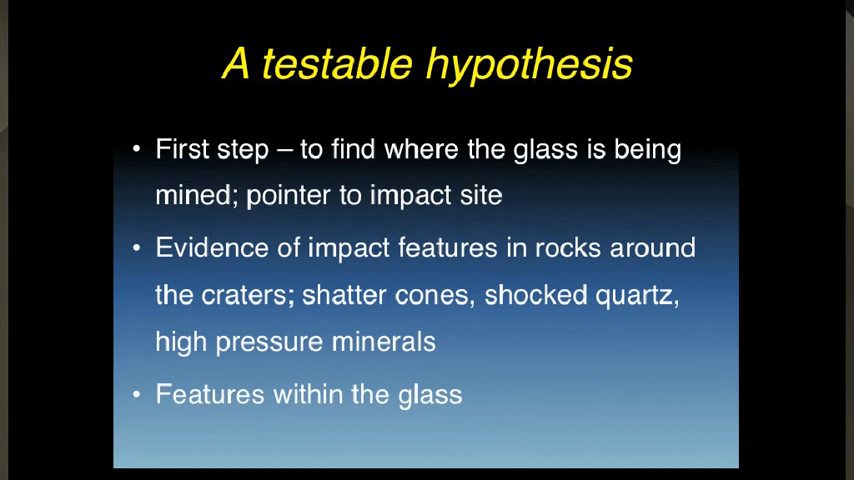 A testable hypothesis
• First step – to find where the glass is being
mined; pointer to impact site
• Evidence of impact features in rocks around
the craters; shatter cones, shocked quartz,
high pressure minerals
• Features within the glass